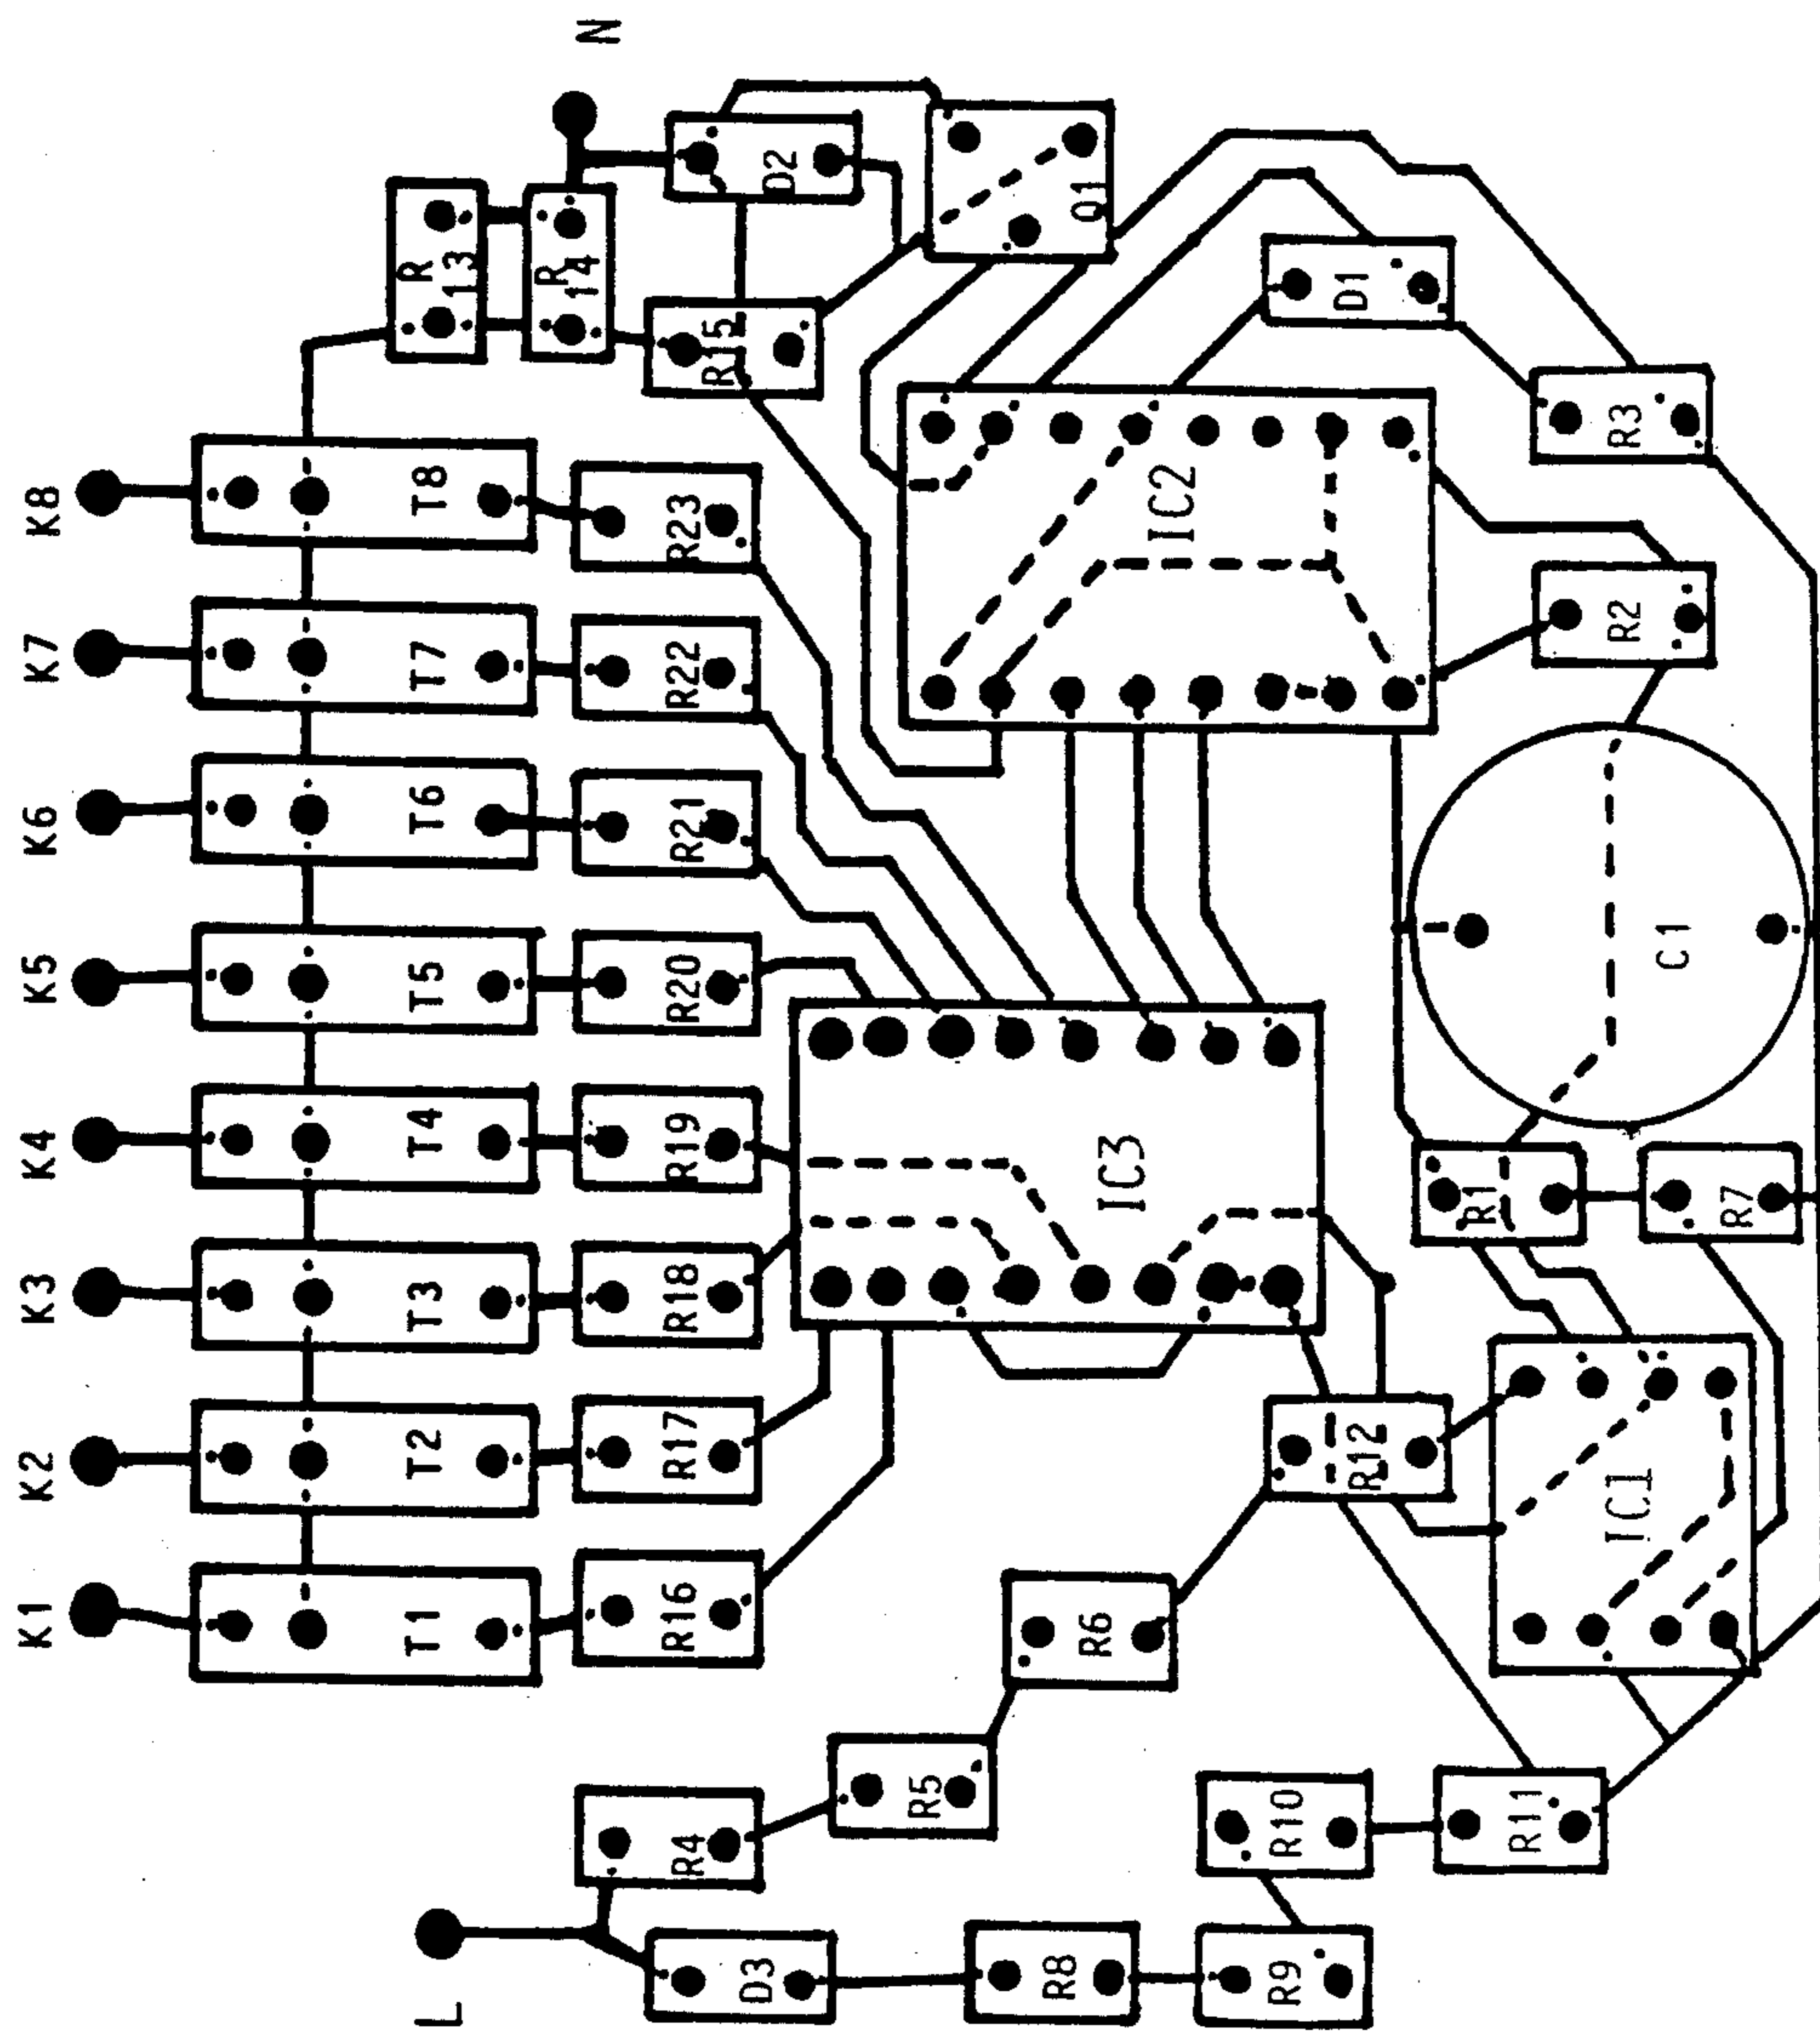 K1
K2
K3
K4
K5
K6
K7
K8
T1
T2
T3
T4
T5
T6
T7
T8
R
13
R
14
N
R16
R17
R18
R19
R20
R21
R22
R23
R15
D2
L
R4
R5
R6
IC3
IC2
Q1
D3
R8
R9
R10
R11
R12
IC1
R1
R7
C1
R2
R3
D1